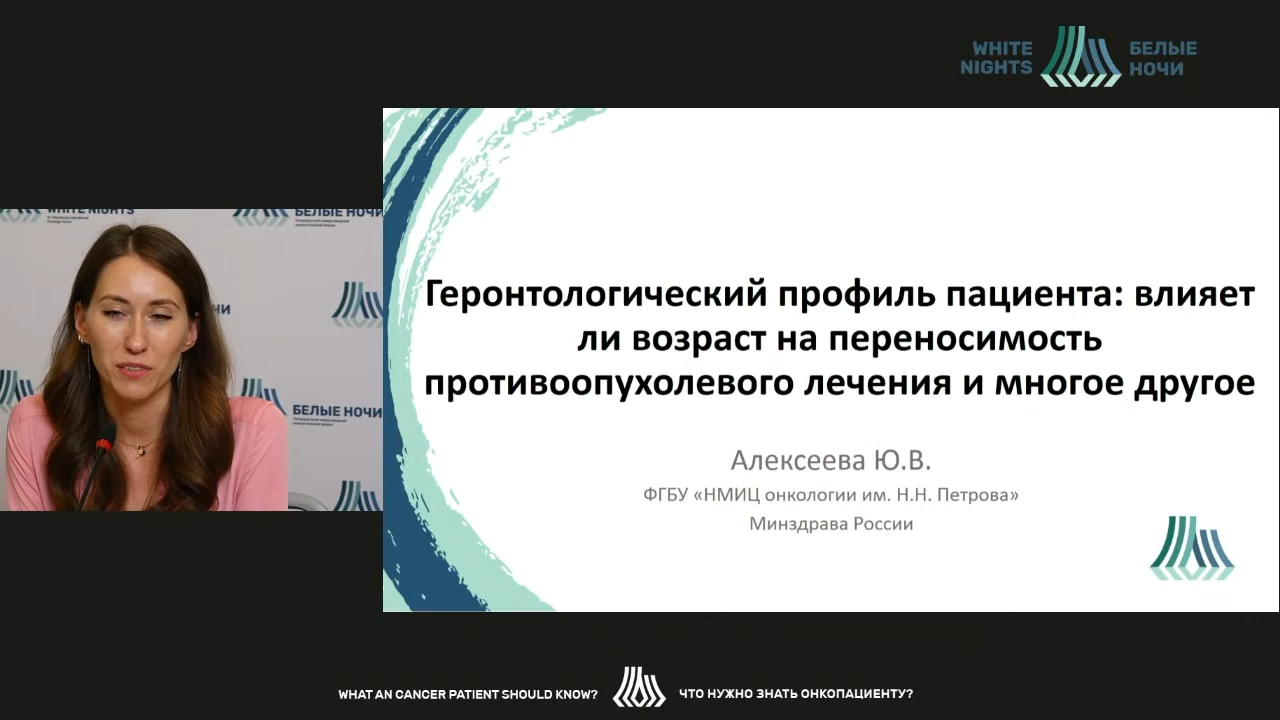 WHITE
NIGHTS
БЕЛЫЕ
НОЧИ
WHITE NIGHTS
БЕЛЫЕ НОЧИ
БЕЛЫЕ НОЧИ
Геронтологический профиль пациента: влияет
ли возраст на переносимость
противоопухолевого лечения и многое другое
Алексеева Ю.В.
ФГБУ «НМИЦ онкологии им. Н.Н. Петрова»
Минздрава России
WHAT AN CANCER PATIENT SHOULD KNOW?
ЧТО НУЖНО ЗНАТЬ ОНКОПАЦИЕНТУ?